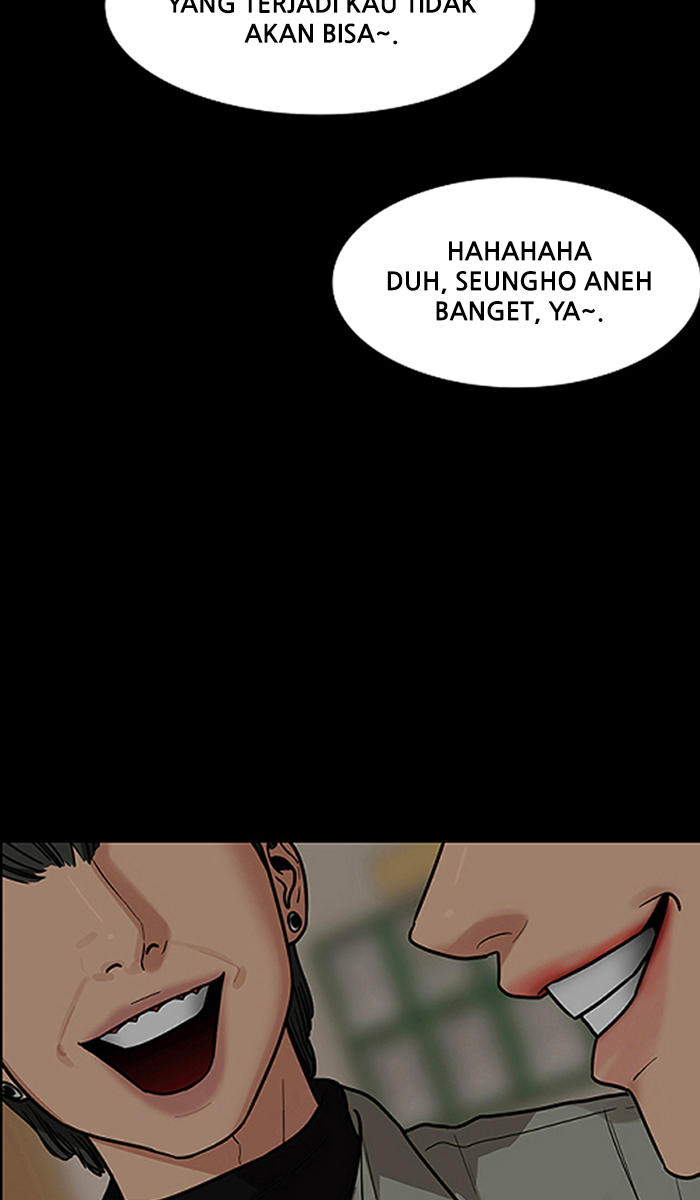 YANG TERJADI KAU TIDAK
AKAN BISA~.
HAHAHAHA
DUH, SEUNGHO ANEH
BANGET, YA~.